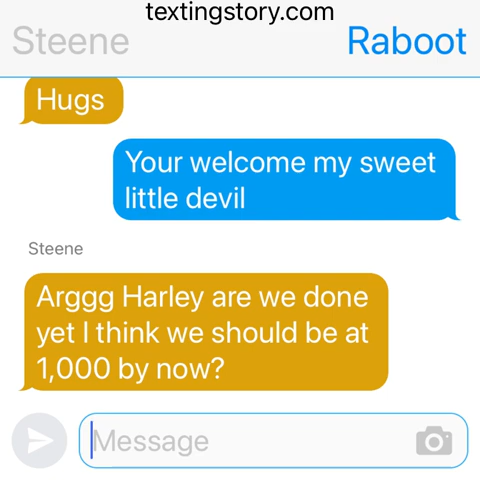 textingstory.com
Steene
Raboot
Hugs
Your welcome my sweet
little devil
Steene
Arggg Harley are we done
yet I think we should be at
1,000 by now?
Message